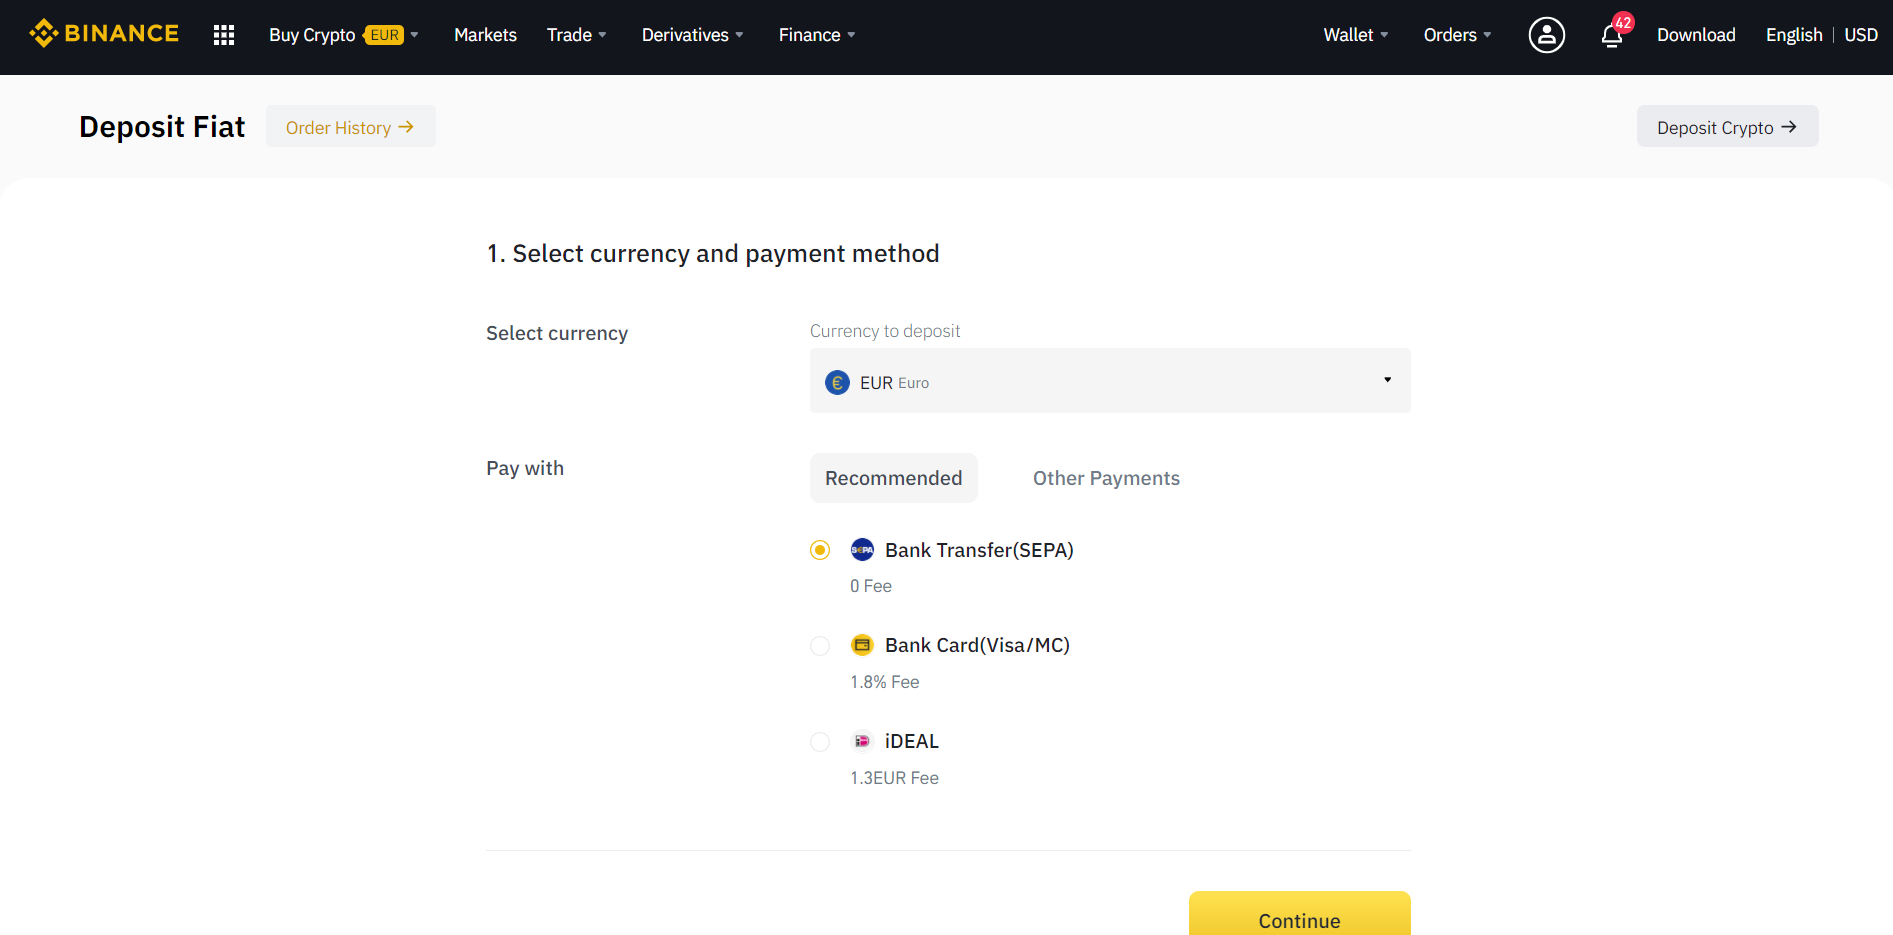 BINANCE Buy Crypto EUR Markets Trade Derivatives Finance Wallet Orders 42 Download English | USD
Deposit Fiat Order History → Deposit Crypto →
1. Select currency and payment method
Select currency
Currency to deposit
€ EUR Euro
Pay with
Recommended Other Payments
SEPA Bank Transfer(SEPA)
0 Fee
Bank Card(Visa/MC)
1.8% Fee
iDEAL
1.3EUR Fee
Continue